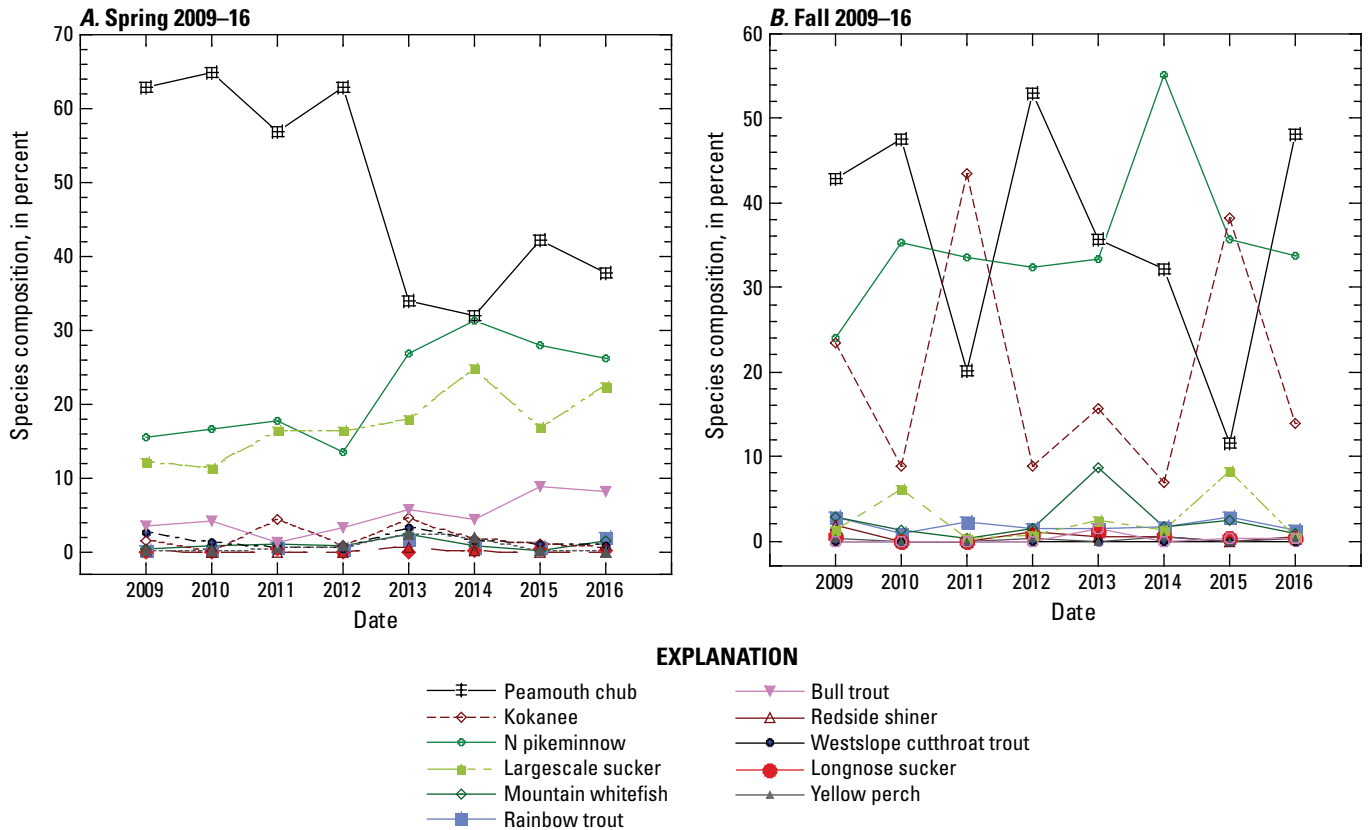 A. Spring 2009–16
70
60
50
40
30
20
10
0
Species composition, in percent
2009 2010 2011 2012 2013 2014 2015 2016
Date
B. Fall 2009–16
60
50
40
30
20
10
0
Species composition, in percent
2009 2010 2011 2012 2013 2014 2015 2016
Date
EXPLANATION
Peamouth chub
Kokanee
N pikeminnow
Largescale sucker
Mountain whitefish
Rainbow trout
Bull trout
Redside shiner
Westslope cutthroat trout
Longnose sucker
Yellow perch